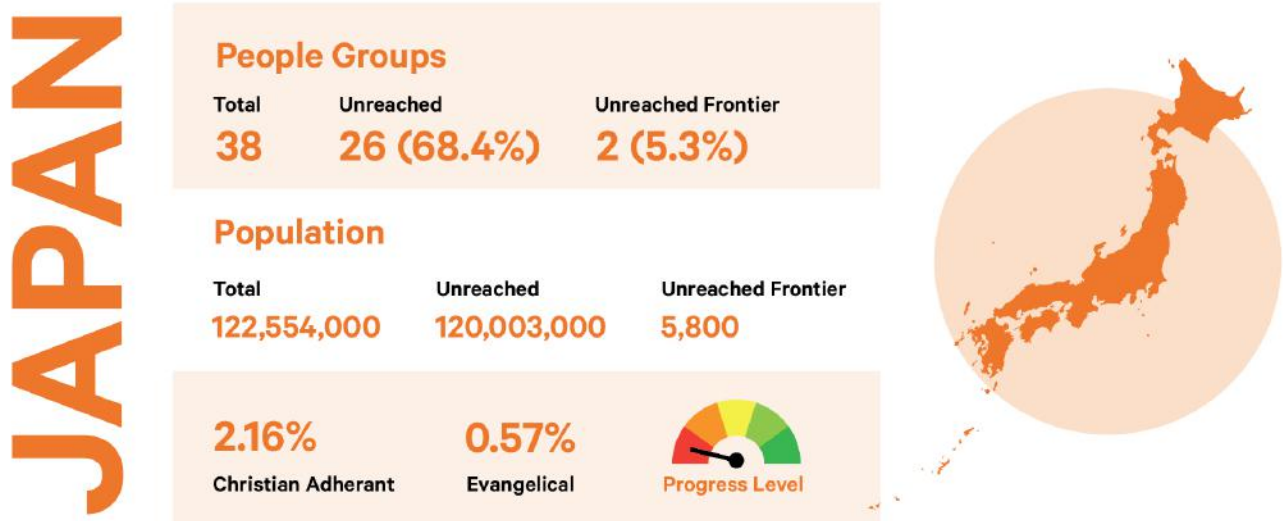 JAPAN
People Groups
Total Unreached Unreached Frontier
38 26 (68.4%) 2 (5.3%)
Population
Total Unreached Unreached Frontier
122,554,000 120,003,000 5,800
2.16% 0.57%
Christian Adherant Evangelical Progress Level